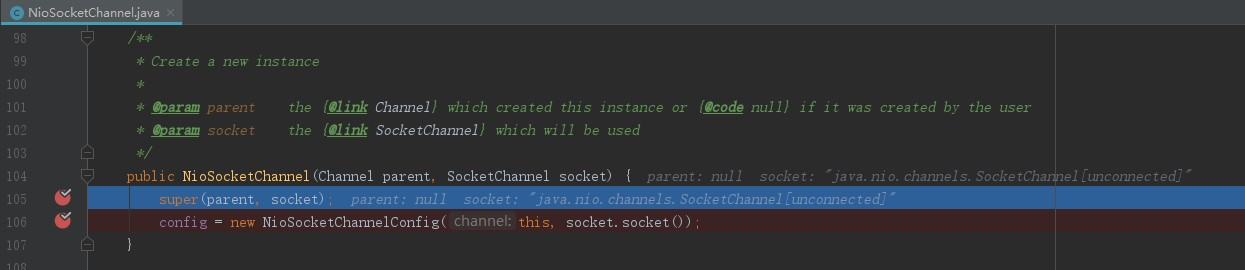 NioSocketChannel.java
98 /**
99 * Create a new instance
100 *
101 * @param parent the {@link Channel} which created this instance or {@code null} if it was created by the user
102 * @param socket the {@link SocketChannel} which will be used
103 */
104 public NioSocketChannel(Channel parent, SocketChannel socket) { parent: null socket: "java.nio.channels.SocketChannel[unconnected]"
105 super(parent, socket); parent: null socket: "java.nio.channels.SocketChannel[unconnected]"
106 config = new NioSocketChannelConfig( channel: this, socket.socket());
107 }
108